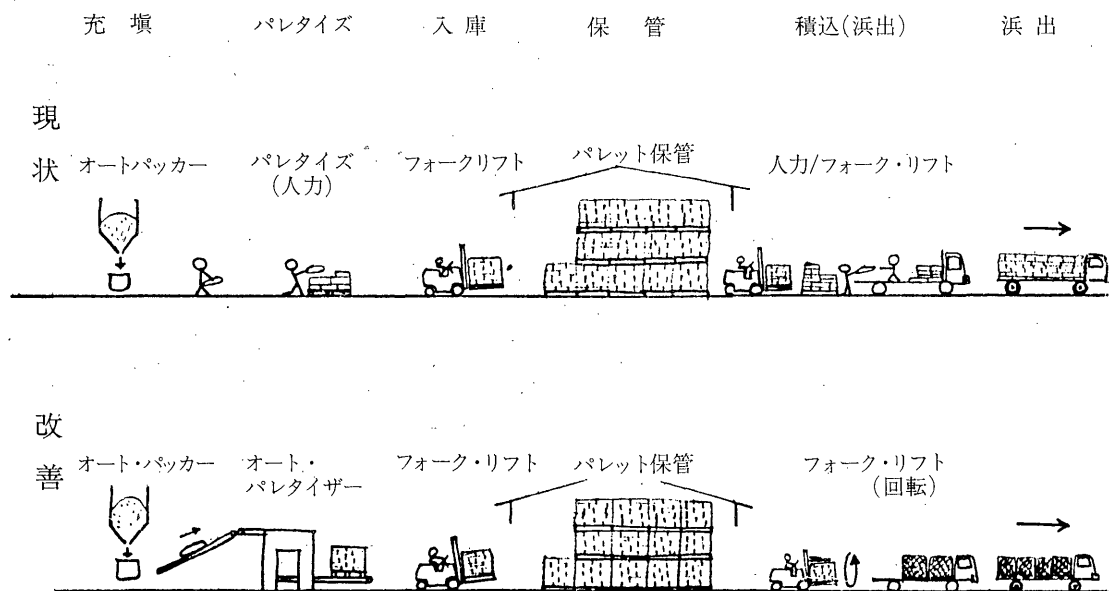 充塡 パレタイズ 入庫 保管 積込(浜出) 浜出
現状
オートパッカー パレタイズ フォークリフト パレット保管 人力/フォーク・リフト
(人力)
改善
オート・パッカー オート・ フォーク・リフト パレット保管 フォーク・リフト
パレタイザー (回転)